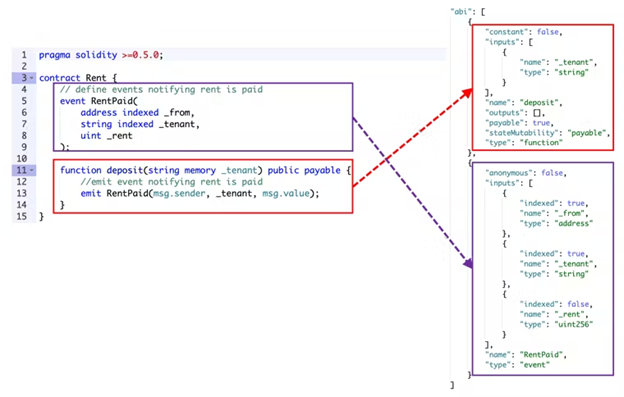 1 pragma solidity >=0.5.0;
2
3 contract Rent {
4 // define events notifying rent is paid
5 event RentPaid(
6 address indexed _from,
7 string indexed _tenant,
8 uint _rent
9 );
10
11 function deposit(string memory _tenant) public payable {
12 //emit event notifying rent is paid
13 emit RentPaid(msg.sender, _tenant, msg.value);
14 }
15 }
"abi": [
{
"constant": false,
"inputs": [
{
"name": "_tenant",
"type": "string"
}
],
"name": "deposit",
"outputs": [],
"payable": true,
"stateMutability": "payable",
"type": "function"
},
{
"anonymous": false,
"inputs": [
{
"indexed": true,
"name": "_from",
"type": "address"
},
{
"indexed": true,
"name": "_tenant",
"type": "string"
},
{
"indexed": false,
"name": "_rent",
"type": "uint256"
}
],
"name": "RentPaid",
"type": "event"
}
]